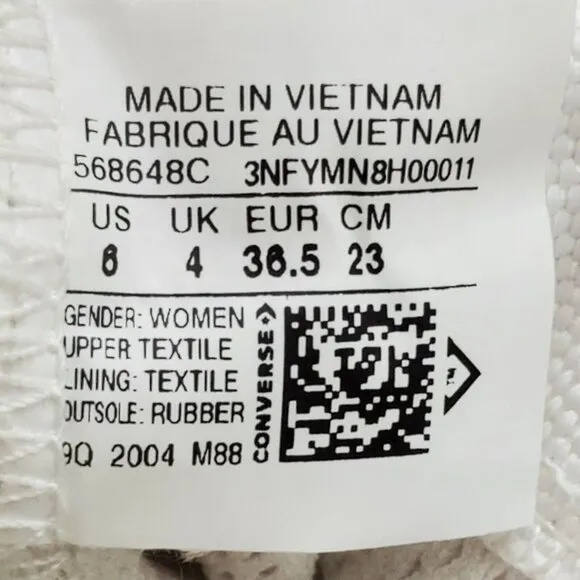 MADE IN VIETNAM
FABRIQUE AU VIETNAM
568648C 3NFYMN8H00011
US UK EUR CM
6 4 36.5 23
GENDER: WOMEN
UPPER TEXTILE
LINING: TEXTILE
OUTSOLE: RUBBER
9Q 2004 M88
CONVERSE
TM